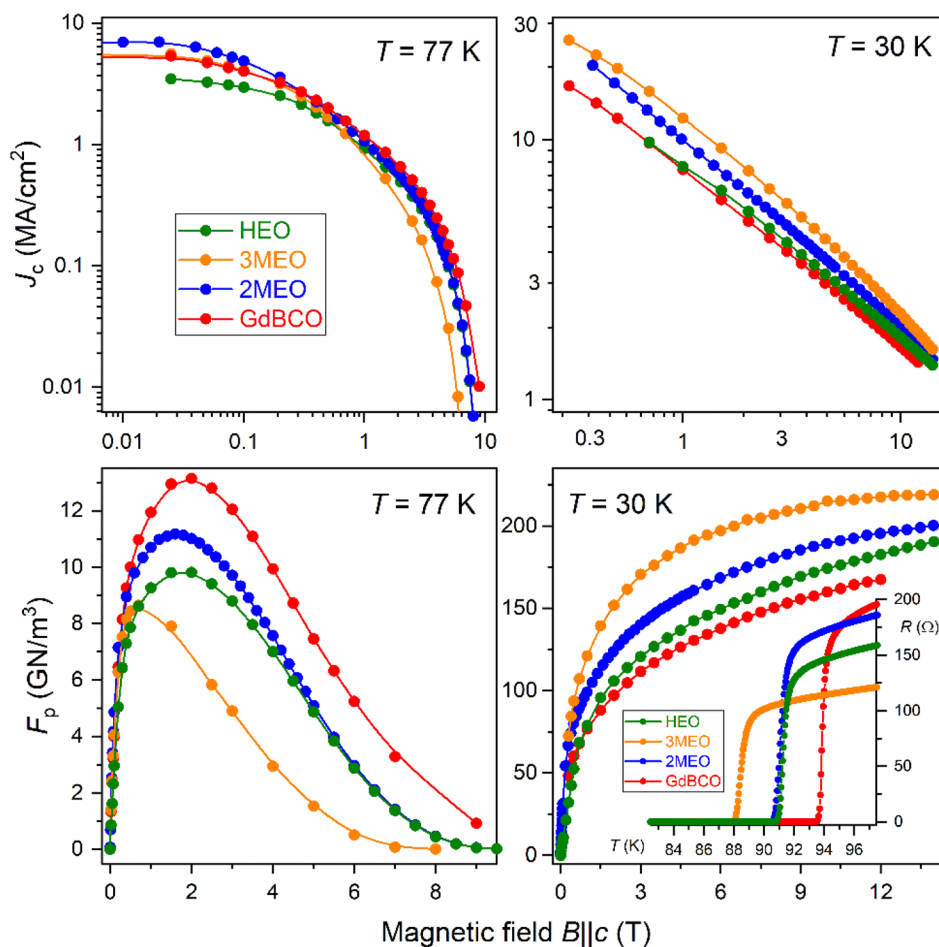 10
1
0.1
0.01
J_c (MA/cm²)
T = 77 K
HEO
3MEO
2MEO
GdBCO
0.01
0.1
1
10
30
10
3
1
T = 30 K
0.3
1
3
10
12
10
8
6
4
2
0
F_p (GN/m³)
T = 77 K
0
2
4
6
8
200
150
100
50
0
T = 30 K
HEO
3MEO
2MEO
GdBCO
200
R (Ω)
150
100
50
0
T (K)
84
86
88
90
92
94
96
0
3
6
9
12
Magnetic field B||c (T)